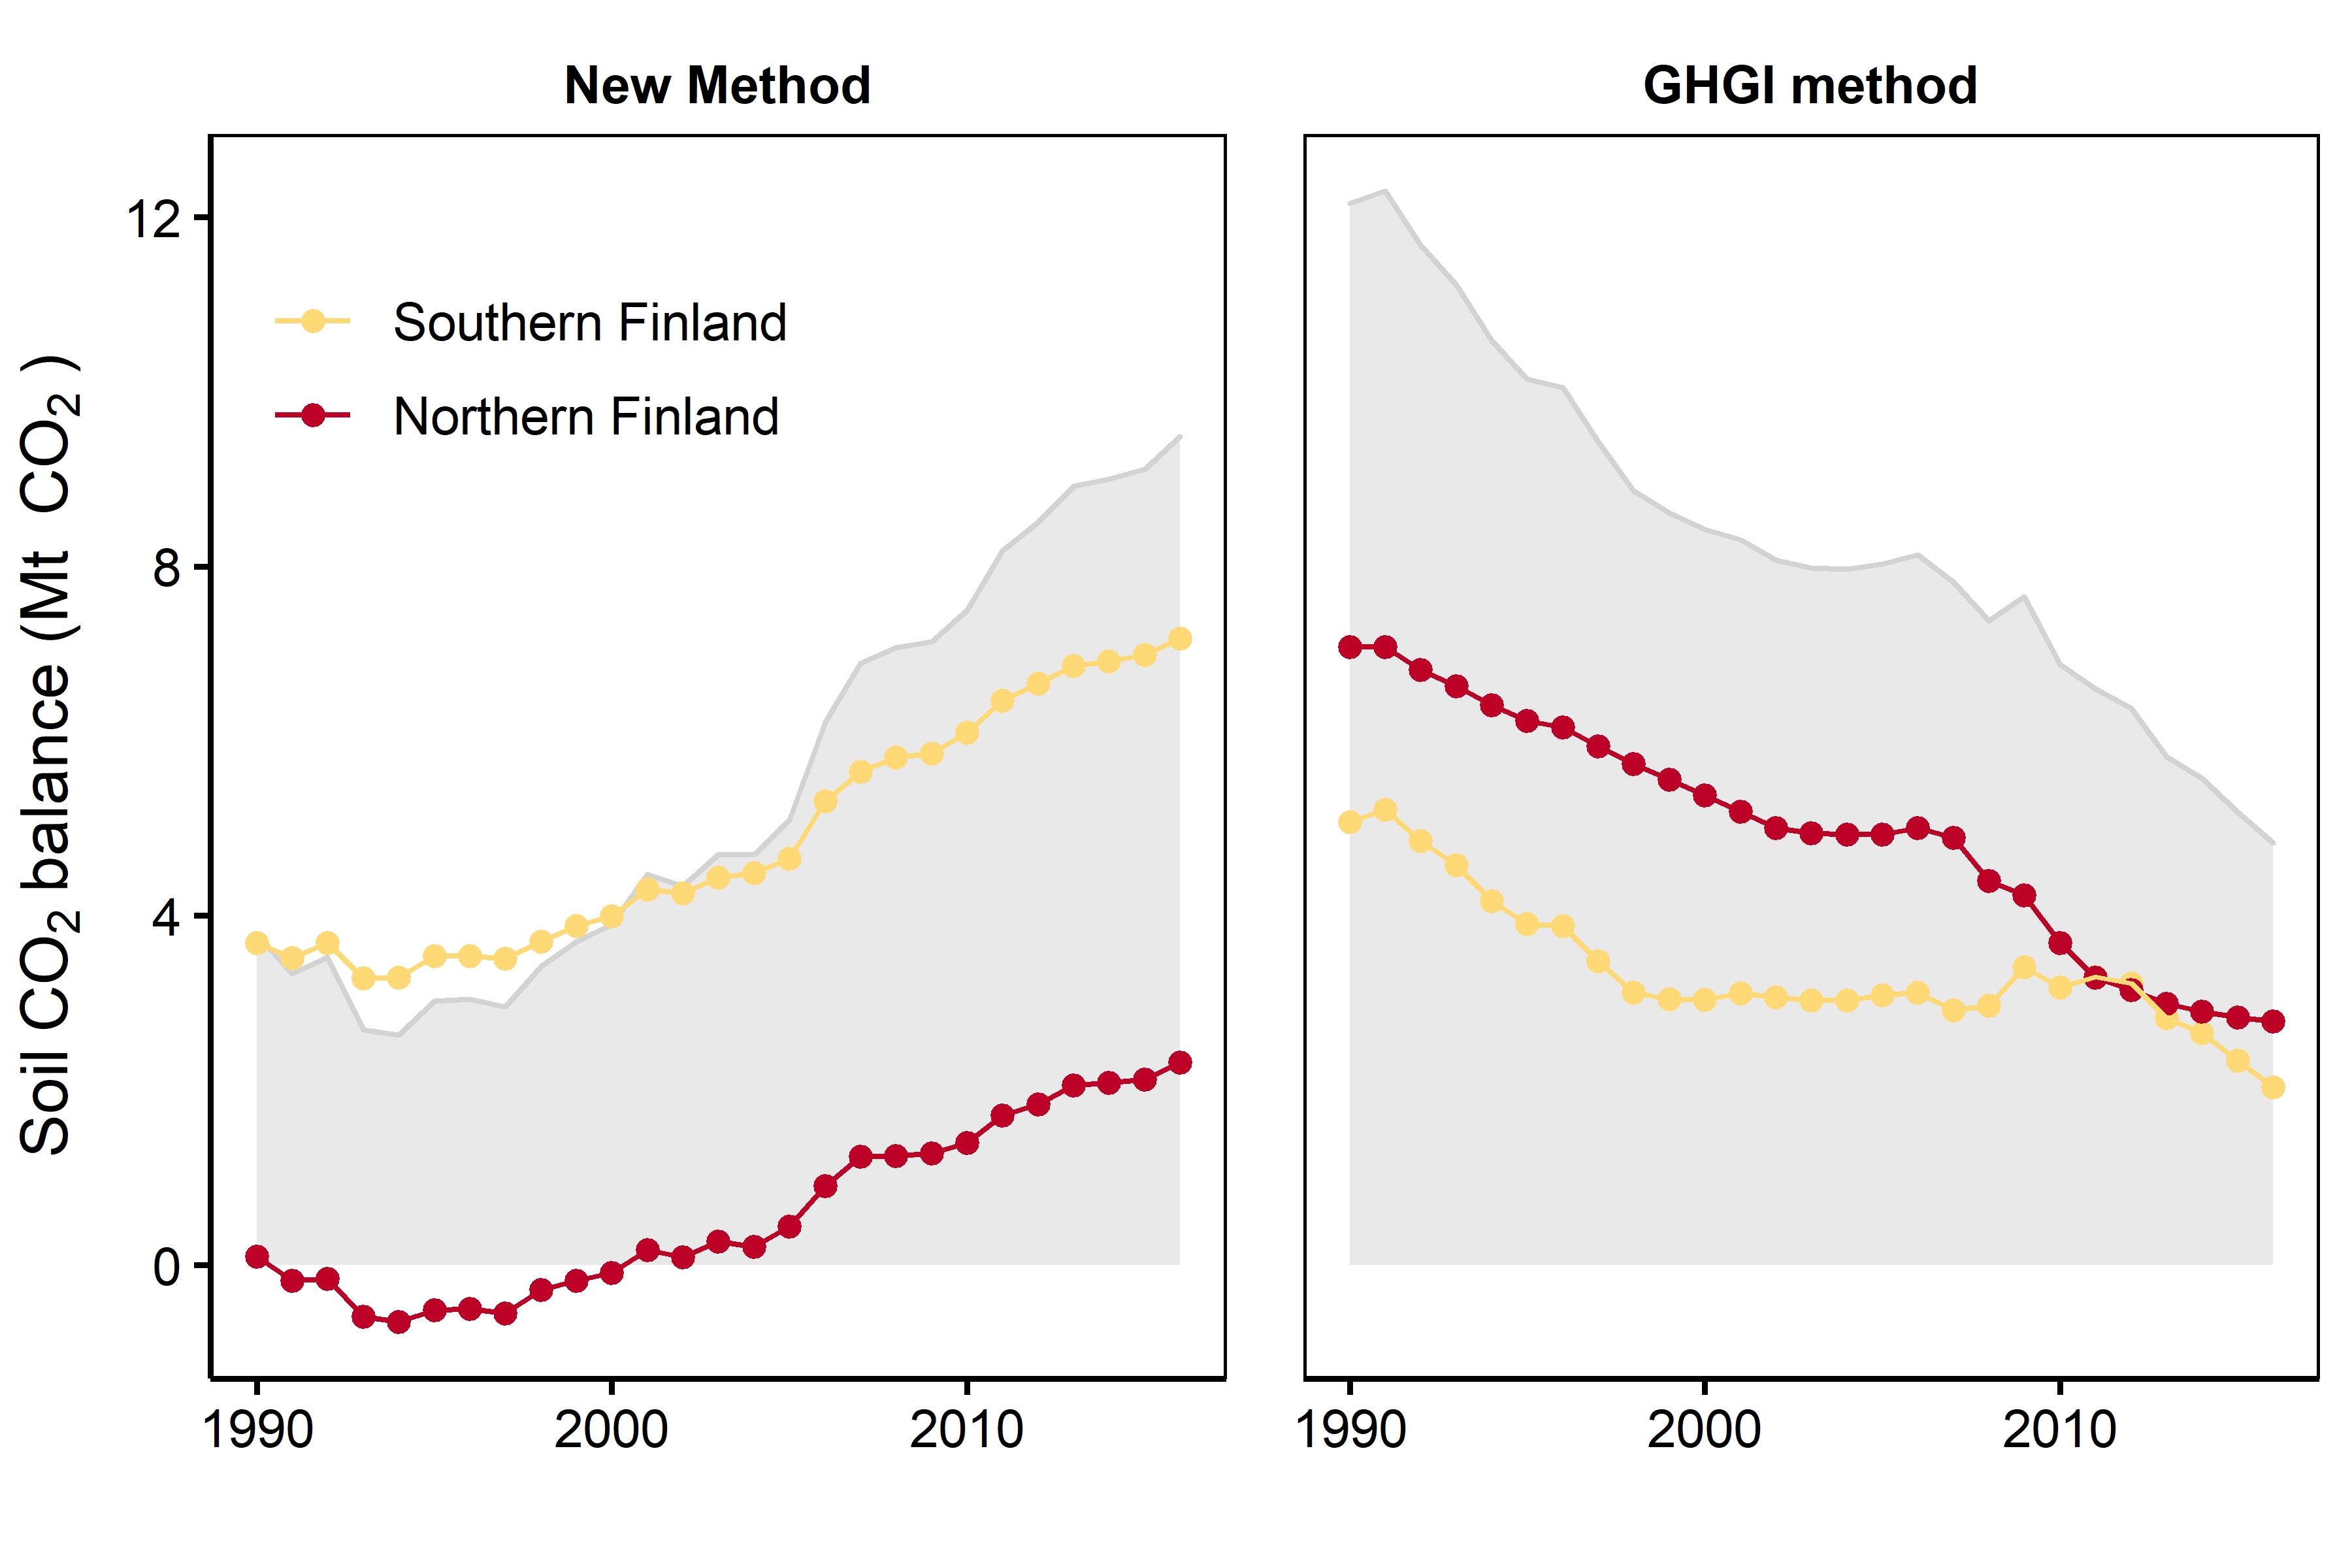 New Method
GHGI method
Soil CO₂ balance (Mt CO₂ )
12
8
4
0
Southern Finland
Northern Finland
1990 2000 2010
1990 2000 2010